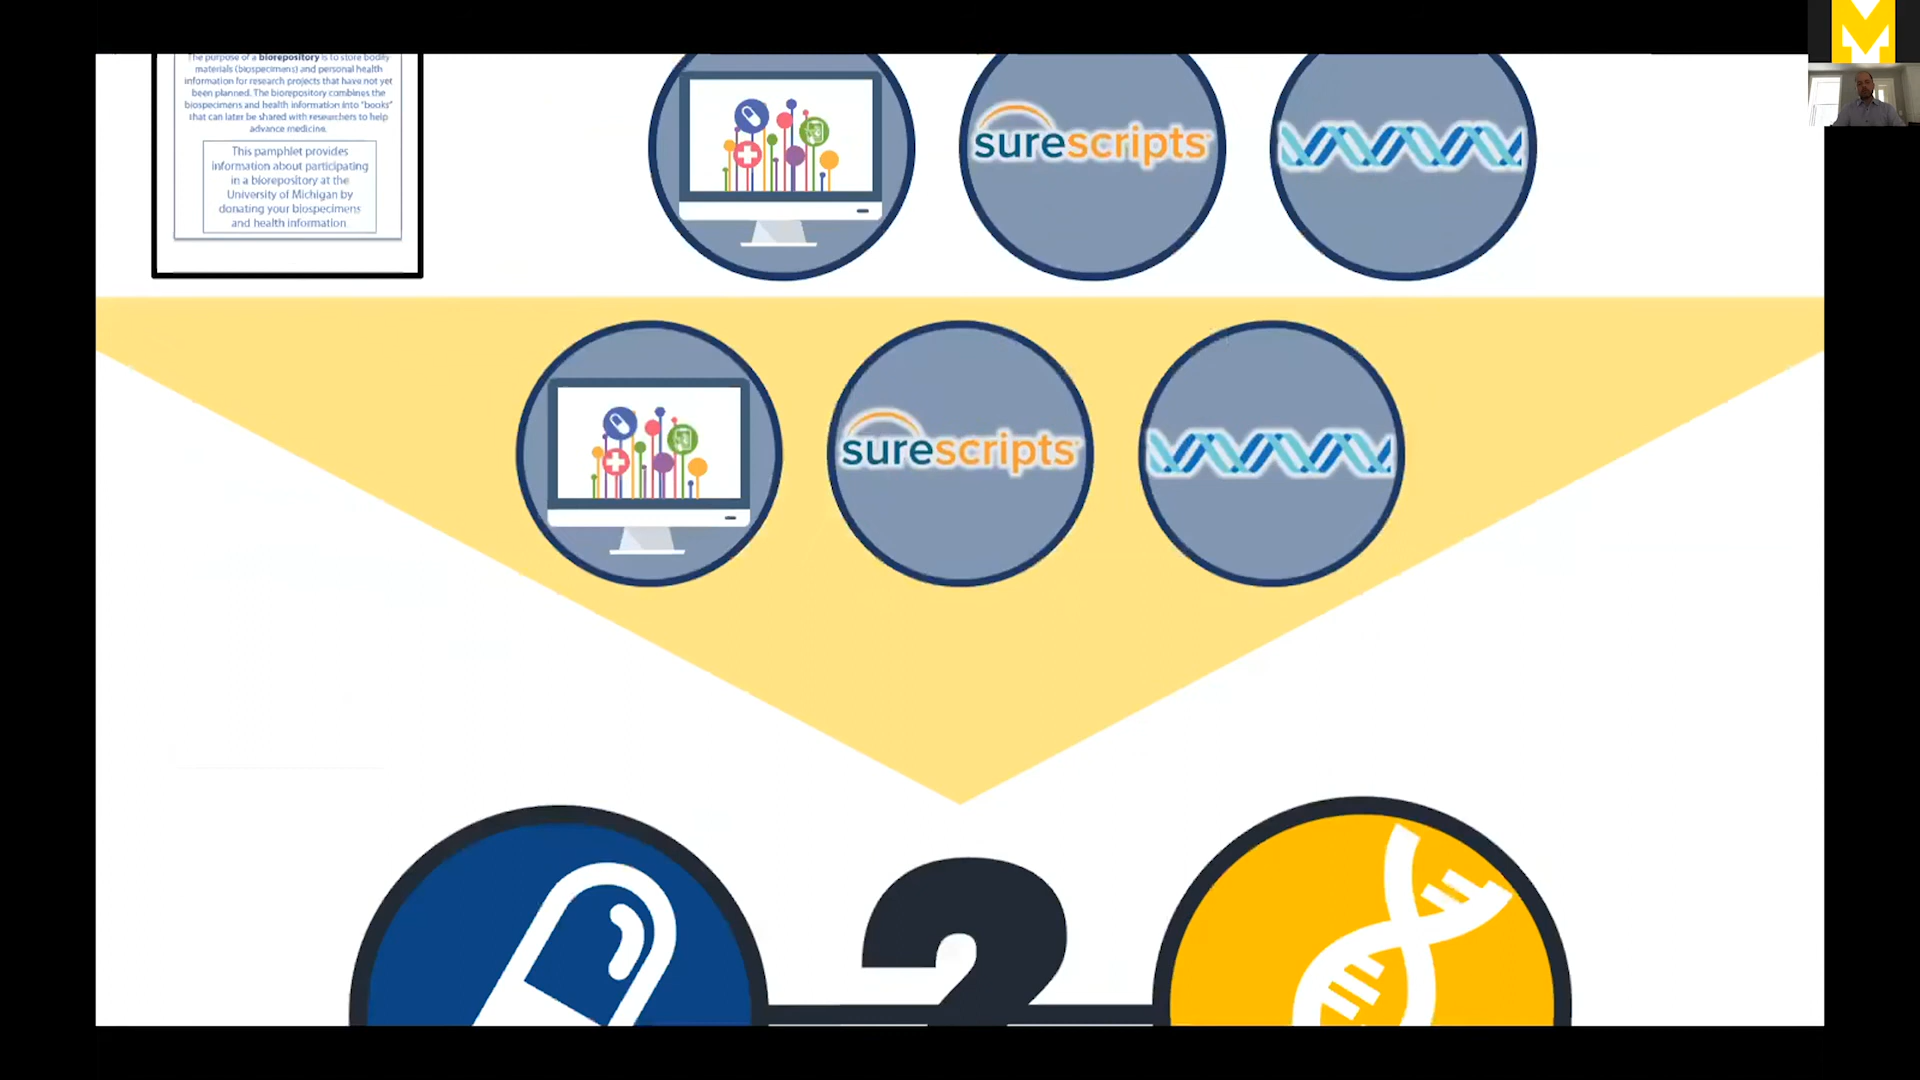 The purpose of a biorepository is to store bodily
materials (biospecimens) and personal health
information for research projects that have not yet
been planned. The biorepository combines the
biospecimens and health information into "books"
that can later be shared with researchers to help
advance medicine.
This pamphlet provides
information about participating
in a biorepository at the
University of Michigan by
donating your biospecimens
and health information
surescripts
surescripts
?
M